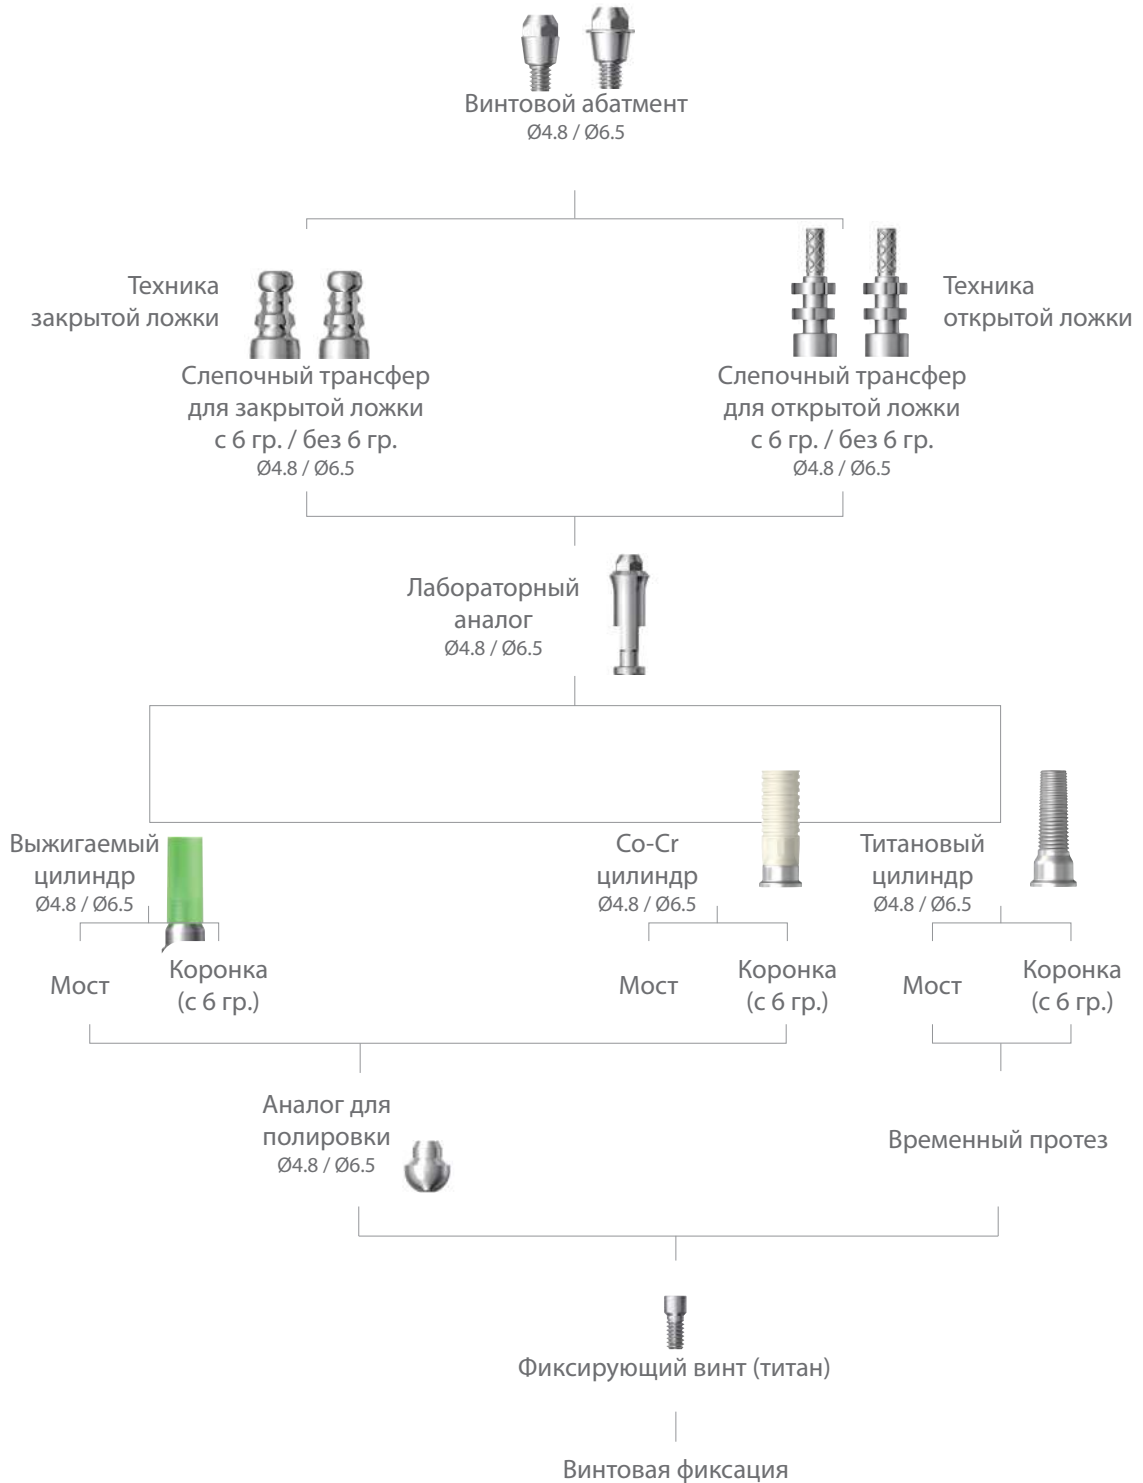 Винтовой абатмент
Ø4.8 / Ø6.5
Техника
закрытой ложки
Техника
открытой ложки
Слепочный трансфер
для закрытой ложки
с 6 гр. / без 6 гр.
Ø4.8 / Ø6.5
Слепочный трансфер
для открытой ложки
с 6 гр. / без 6 гр.
Ø4.8 / Ø6.5
Лабораторный
аналог
Ø4.8 / Ø6.5
Выжигаемый
цилиндр
Ø4.8 / Ø6.5
Co-Cr
цилиндр
Ø4.8 / Ø6.5
Титановый
цилиндр
Ø4.8 / Ø6.5
Мост
Коронка
(с 6 гр.)
Мост
Коронка
(с 6 гр.)
Мост
Коронка
(с 6 гр.)
Аналог для
полировки
Ø4.8 / Ø6.5
Временный протез
Фиксирующий винт (титан)
Винтовая фиксация